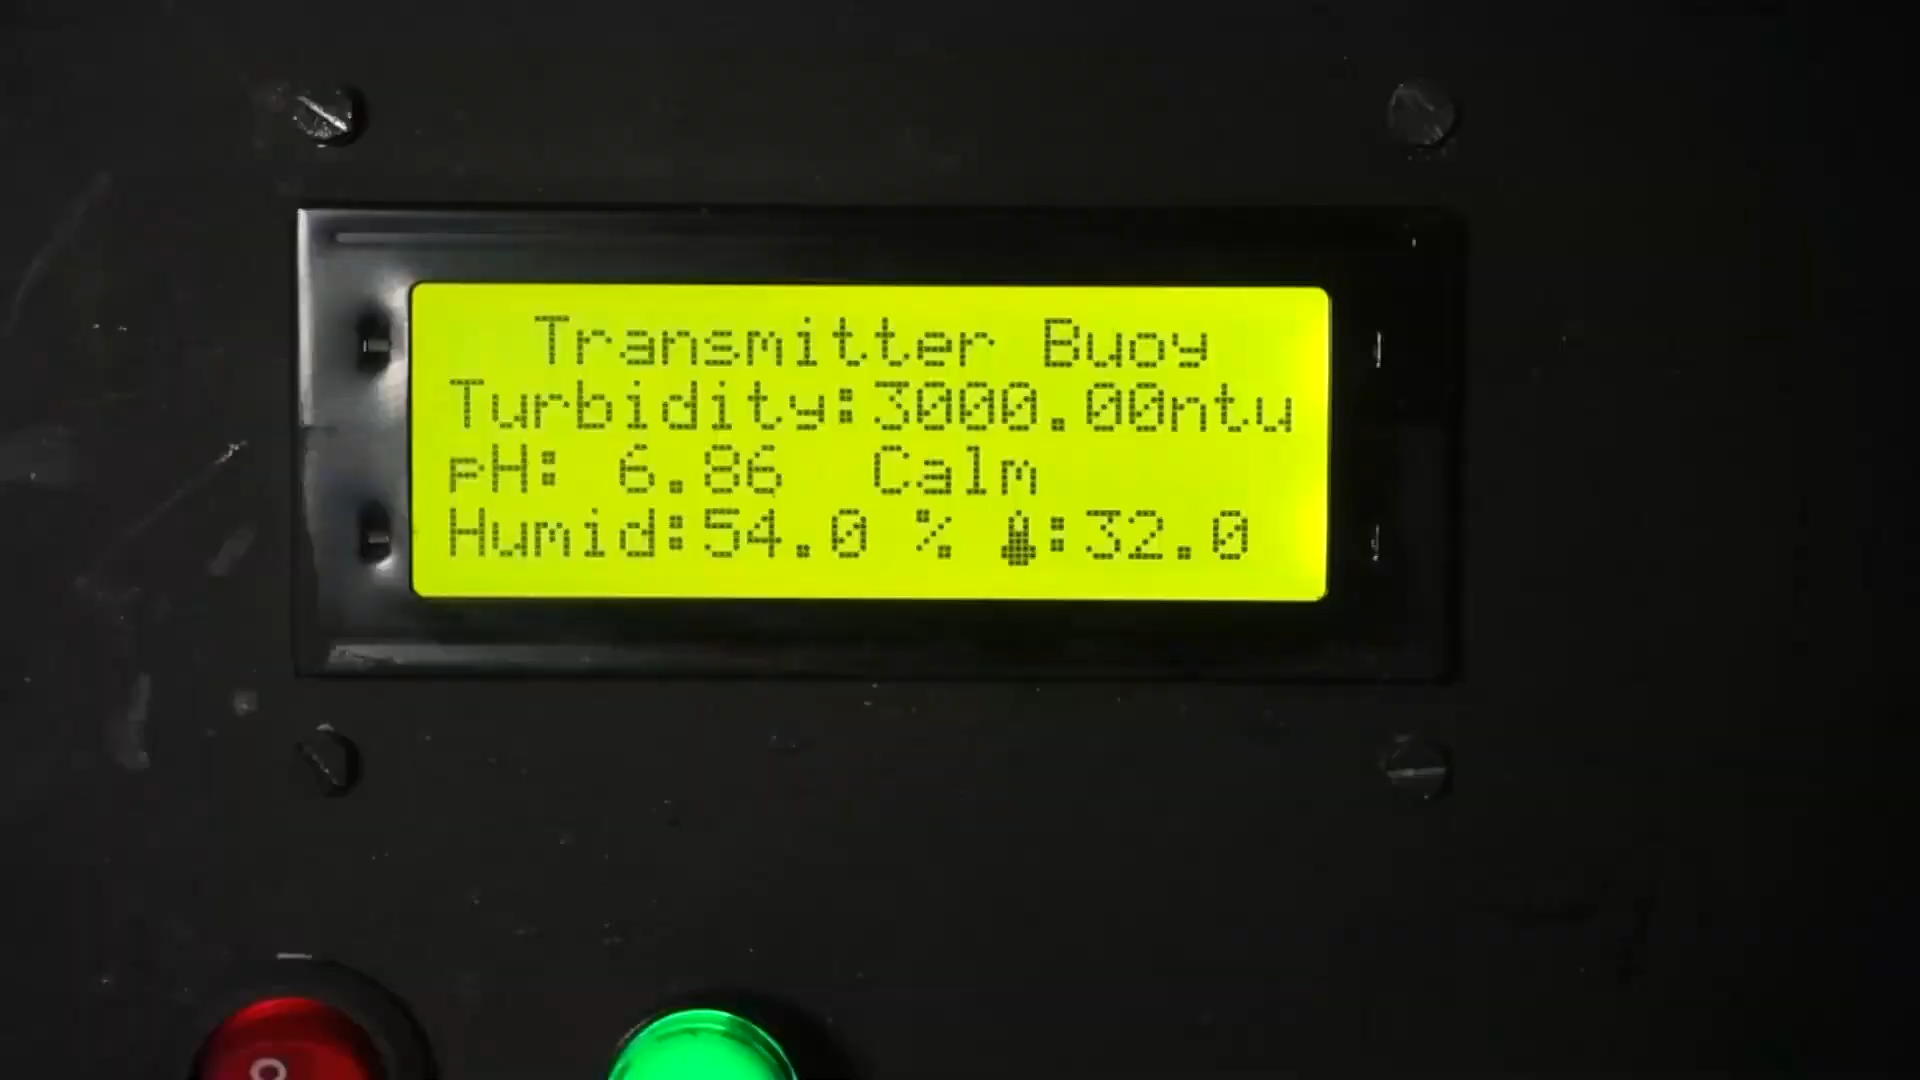 Transmitter Buoy
Turbidity:3000.00ntu
pH: 6.86 Calm
Humid:54.0 % :32.0